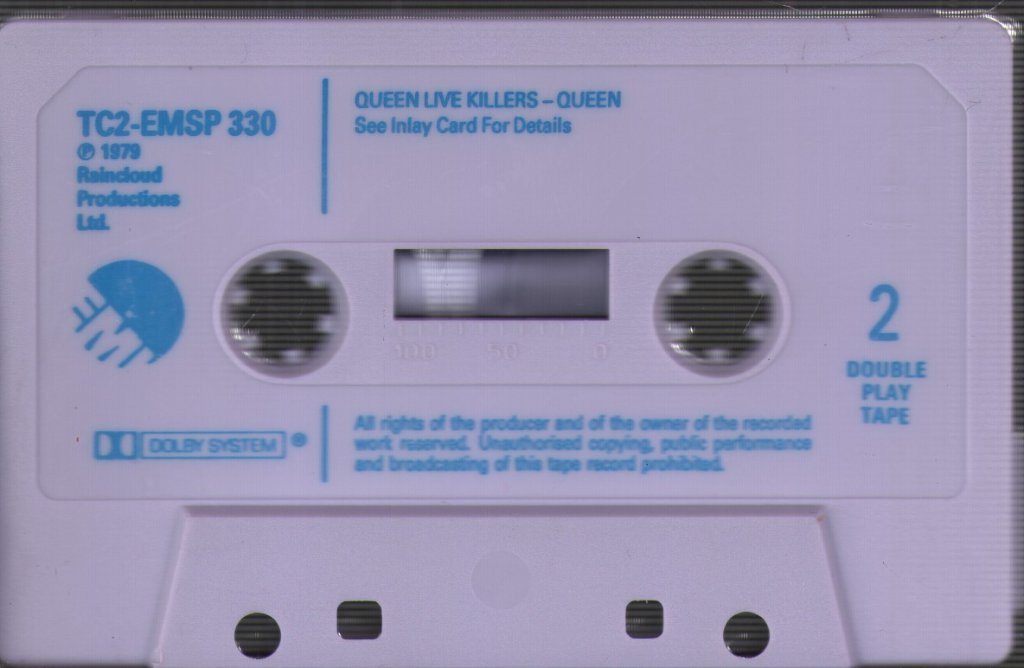 TC2-EMSP 330
℗ 1979
Raincloud
Productions
Ltd.
QUEEN LIVE KILLERS – QUEEN
See Inlay Card For Details
EMI
100 50 0
2
DOUBLE
PLAY
TAPE
DOLBY SYSTEM ®
All rights of the producer and of the owner of the recorded
work reserved. Unauthorised copying, public performance
and broadcasting of this tape record prohibited.